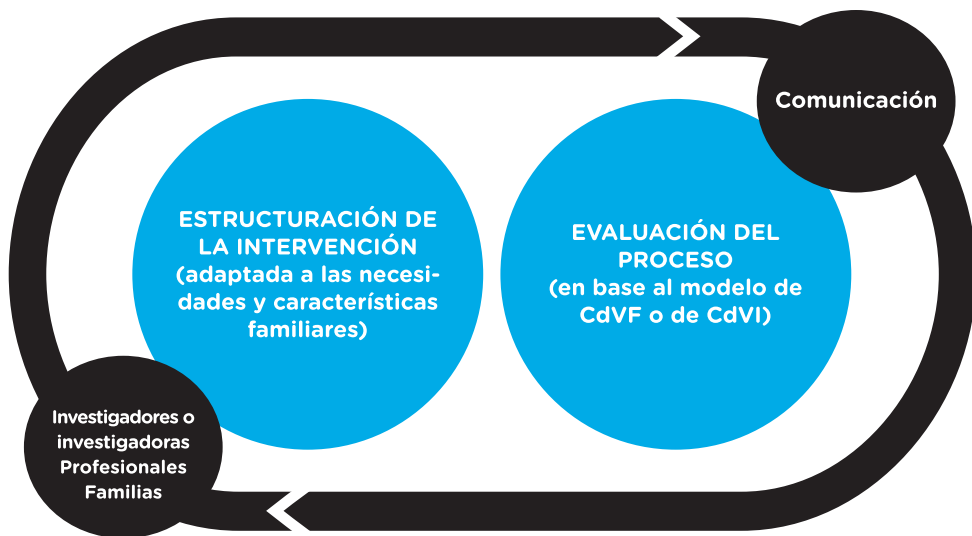 Comunicación
ESTRUCTURACIÓN DE
LA INTERVENCIÓN
(adaptada a las necesi-
dades y características
familiares)
EVALUACIÓN DEL
PROCESO
(en base al modelo de
CdVF o de CdVI)
Investigadores o
investigadoras
Profesionales
Familias